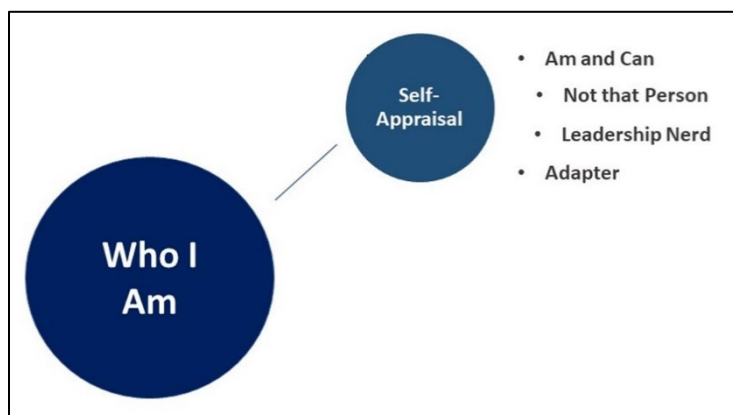 Self-
Appraisal
• Am and Can
• Not that Person
• Leadership Nerd
• Adapter
Who I
Am